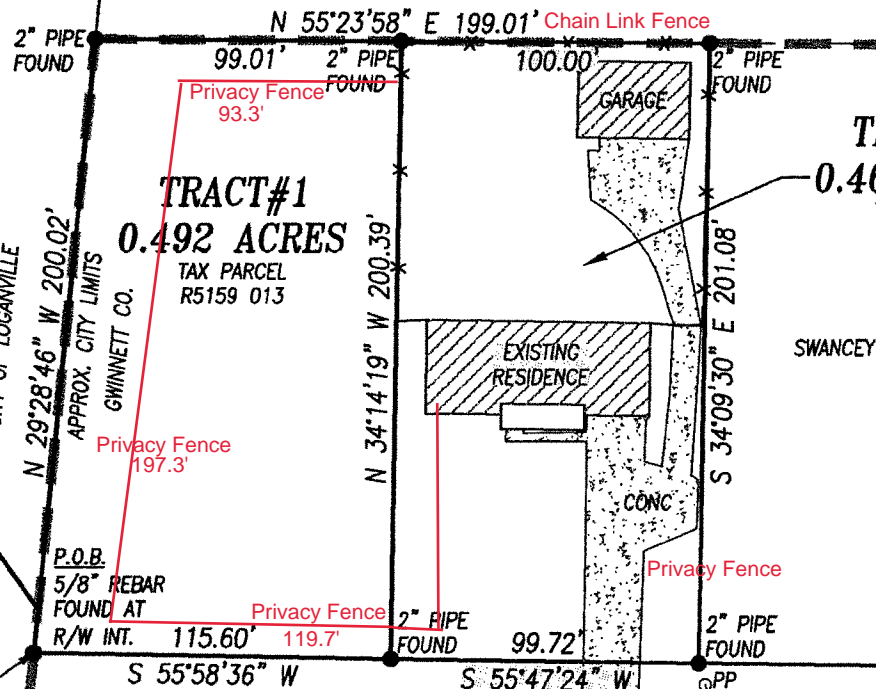 N 55°23'58" E 199.01' Chain Link Fence
2" PIPE
FOUND
99.01'
2" PIPE
FOUND
100.00'
2" PIPE
FOUND
Privacy Fence
93.3'
GARAGE
TRACT#1
0.492 ACRES
TAX PARCEL
R5159 013
N 29°28'46" W 200.02'
APPROX. CITY LIMITS
GWINNETT CO.
LOGANVILLE
N 34°14'19" W 200.39'
S 34°09'30" E 201.08'
EXISTING
RESIDENCE
SWANCEY
Privacy Fence
197.3'
CONC
Privacy Fence
P.O.B.
5/8" REBAR
FOUND AT
R/W INT.
115.60'
Privacy Fence
119.7'
2" PIPE
FOUND
99.72'
2" PIPE
FOUND
S 55°58'36" W
S 55°47'24" W
PP